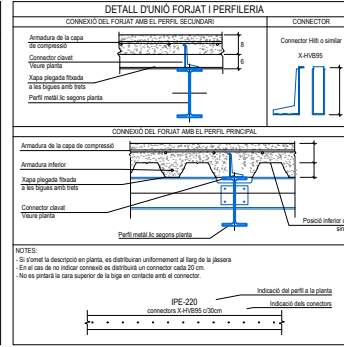 DETALL D'UNIÓ FORJAT I PERFILERIA
CONNEXIÓ DEL FORJAT AMB EL PERFIL SECUNDARI
CONNECTOR
Armadura de la capa
de compressió
Connector clavat
Veure planta
Xapa plegada fitxada
a les bigues amb trets
Perfil metàl.lic segons planta
8
6
Connector Hilti o similar
X-HVB95
CONNEXIÓ DEL FORJAT AMB EL PERFIL PRINCIPAL
Armadura de la capa de compressió
Armadura inferior
Xapa plegada fitxada
a les bigues amb trets
Connector clavat
Veure planta
Perfil metàl.lic segons planta
Posició inferior
NOTES:
- Si s'omet la descripció en planta, es distribuiran uniformement al llarg de la jàssera
- En el cas de no indicar connexió es distribuirà un connector cada 20 cm.
- No es pintarà la cara superior de la biga en contacte amb el connector.
Indicació del perfil a la planta
IPE-220
connectors X-HVB95 c/30cm
Indicació dels conectors